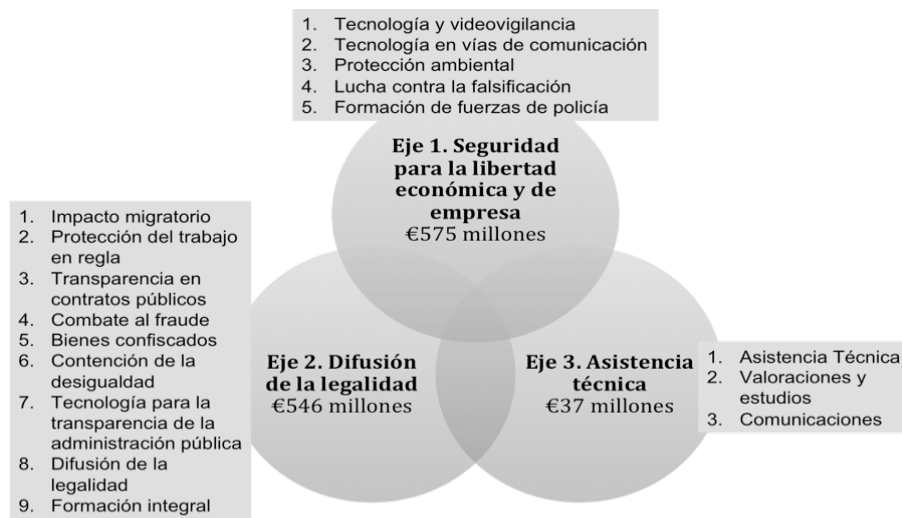 1. Tecnología y videovigilancia
2. Tecnología en vías de comunicación
3. Protección ambiental
4. Lucha contra la falsificación
5. Formación de fuerzas de policía
Eje 1. Seguridad
para la libertad
económica y de
empresa
€575 millones
1. Impacto migratorio
2. Protección del trabajo
en regla
3. Transparencia en
contratos públicos
4. Combate al fraude
5. Bienes confiscados
6. Contención de la
desigualdad
7. Tecnología para la
transparencia de la
administración pública
8. Difusión de la
legalidad
9. Formación integral
Eje 2. Difusión
de la legalidad
€546 millones
Eje 3. Asistencia
técnica
€37 millones
1. Asistencia Técnica
2. Valoraciones y
estudios
3. Comunicaciones